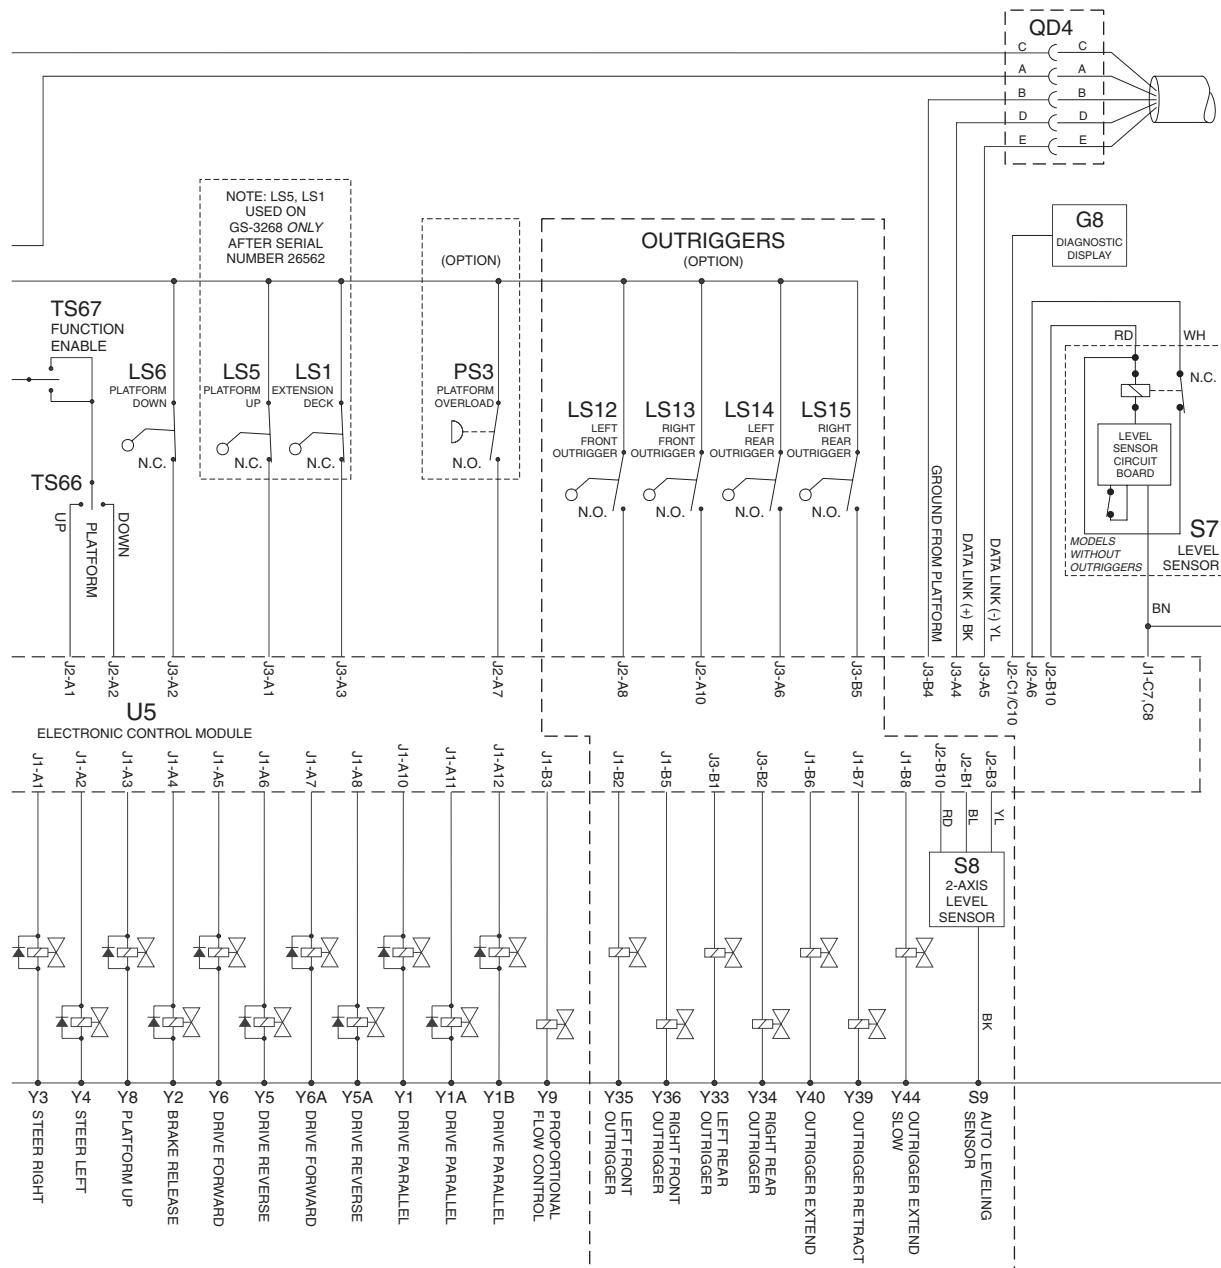 QD4
C C
A A
B B
D D
E E
NOTE: LS5, LS1
USED ON
GS-3268 ONLY
AFTER SERIAL
NUMBER 26562
(OPTION)
OUTRIGGERS
(OPTION)
G8
DIAGNOSTIC
DISPLAY
TS67
FUNCTION
ENABLE
LS6
PLATFORM
DOWN
N.C.
LS5
PLATFORM
UP
N.C.
LS1
EXTENSION
DECK
N.C.
PS3
PLATFORM
OVERLOAD
N.O.
LS12
LEFT
FRONT
OUTRIGGER
N.O.
LS13
RIGHT
FRONT
OUTRIGGER
N.O.
LS14
LEFT
REAR
OUTRIGGER
N.O.
LS15
RIGHT
REAR
OUTRIGGER
N.O.
RD
WH
N.C.
LEVEL
SENSOR
CIRCUIT
BOARD
S7
LEVEL
SENSOR
MODELS
WITHOUT
OUTRIGGERS
BN
TS66
UP
PLATFORM
DOWN
GROUND FROM PLATFORM
DATA LINK (+) BK
DATA LINK (-) YL
J2-A1
J2-A2
J3-A2
J3-A1
J3-A3
J2-A7
J2-A8
J2-A10
J3-A6
J3-B5
J3-B4
J3-A4
J3-A5
J2-C1/C10
J2-A6
J2-B10
J1-C7,C8
U5
ELECTRONIC CONTROL MODULE
J1-A1
J1-A2
J1-A3
J1-A4
J1-A5
J1-A6
J1-A7
J1-A8
J1-A10
J1-A11
J1-A12
J1-B3
J1-B2
J1-B5
J3-B1
J3-B2
J1-B6
J1-B7
J1-B8
J2-B10
J2-B1
J2-B3
RD
BL
YL
S8
2-AXIS
LEVEL
SENSOR
BK
Y3
STEER RIGHT
Y4
STEER LEFT
Y8
PLATFORM UP
Y2
BRAKE RELEASE
Y6
DRIVE FORWARD
Y5
DRIVE REVERSE
Y6A
DRIVE FORWARD
Y5A
DRIVE REVERSE
Y1
DRIVE PARALLEL
Y1A
DRIVE PARALLEL
Y1B
DRIVE PARALLEL
Y9
PROPORTIONAL
FLOW CONTROL
Y35
LEFT FRONT
OUTRIGGER
Y36
RIGHT FRONT
OUTRIGGER
Y33
LEFT REAR
OUTRIGGER
Y34
RIGHT REAR
OUTRIGGER
Y40
OUTRIGGER EXTEND
Y39
OUTRIGGER RETRACT
Y44
OUTRIGGER EXTEND
SLOW
S9
AUTO LEVELING
SENSOR